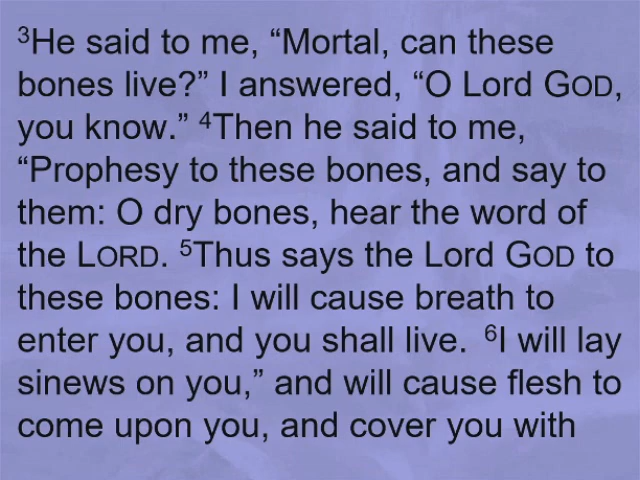 ³He said to me, “Mortal, can these
bones live?” I answered, “O Lord GOD,
you know.” ⁴Then he said to me,
“Prophesy to these bones, and say to
them: O dry bones, hear the word of
the LORD. ⁵Thus says the Lord GOD to
these bones: I will cause breath to
enter you, and you shall live. ⁶I will lay
sinews on you,” and will cause flesh to
come upon you, and cover you with